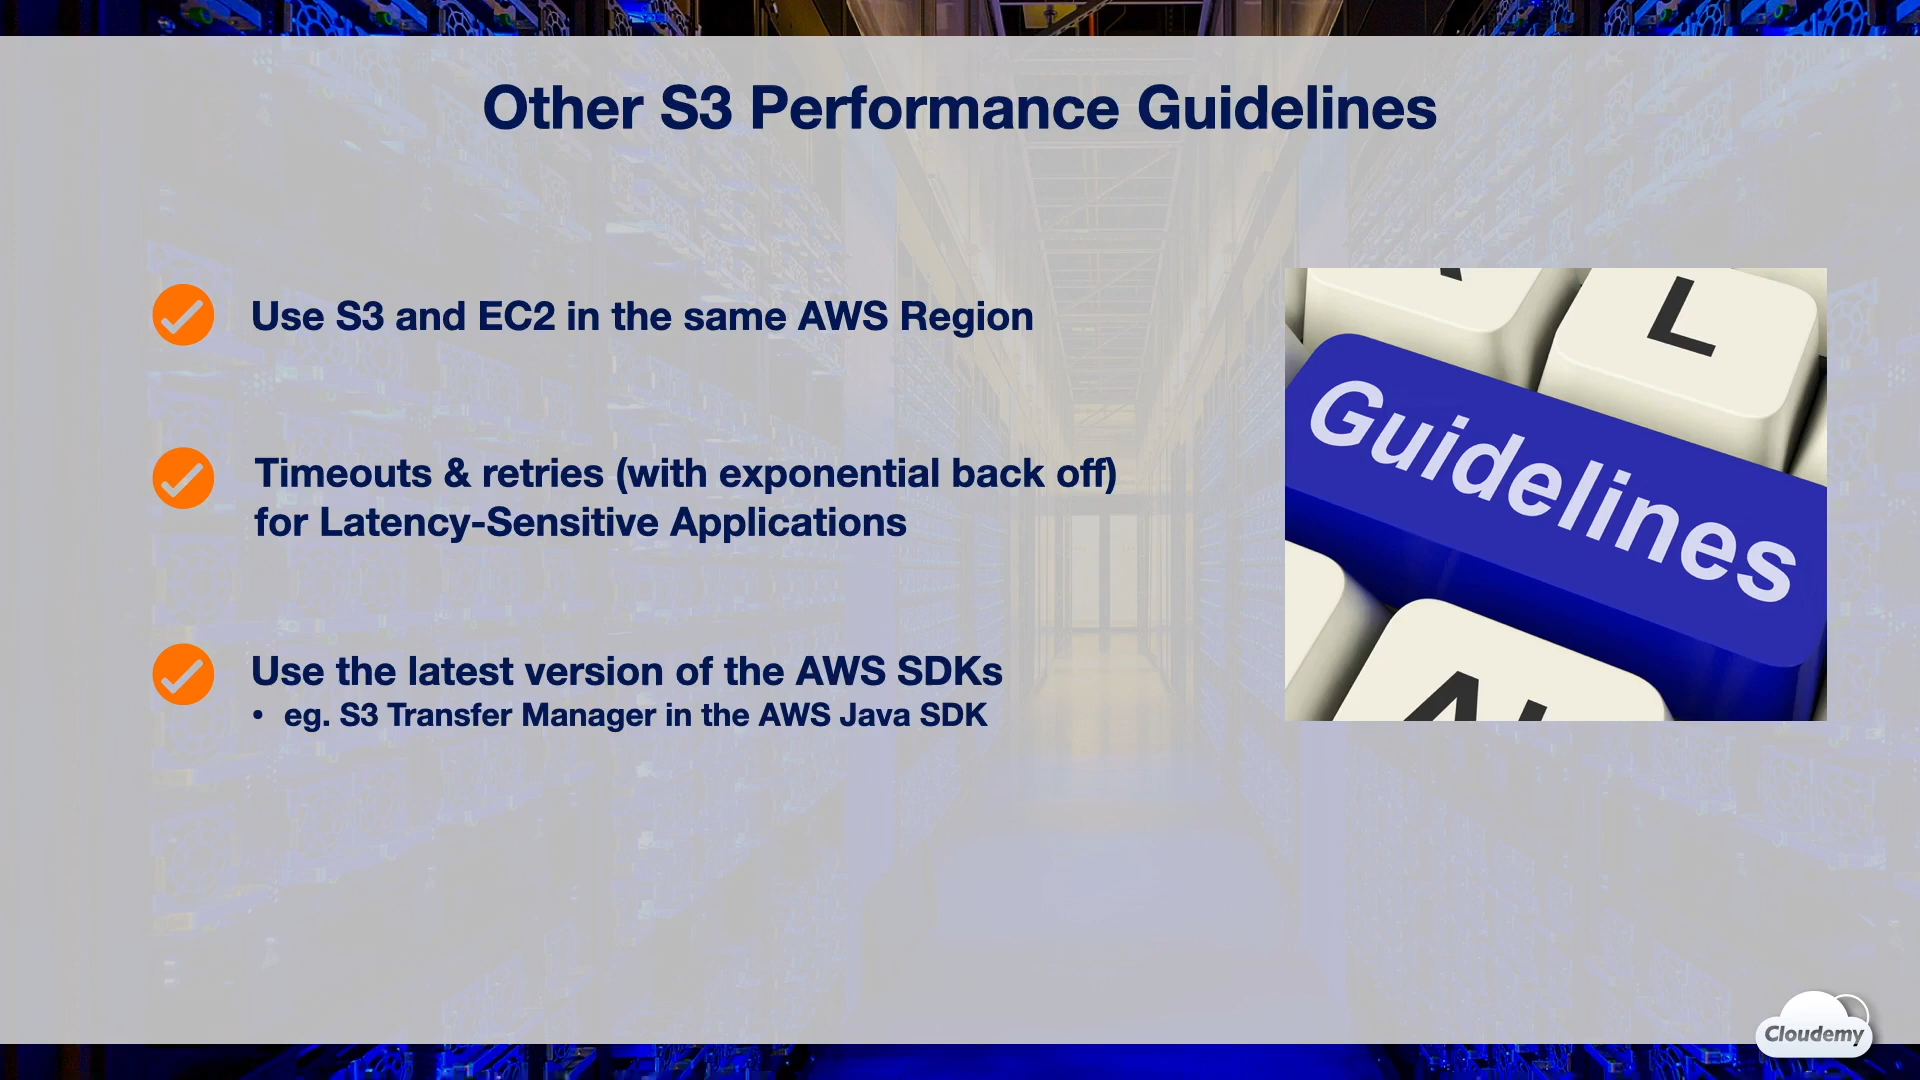 Other S3 Performance Guidelines
Use S3 and EC2 in the same AWS Region
Timeouts & retries (with exponential back off)
for Latency-Sensitive Applications
Use the latest version of the AWS SDKs
• eg. S3 Transfer Manager in the AWS Java SDK
L
Guidelines
Cloudemy